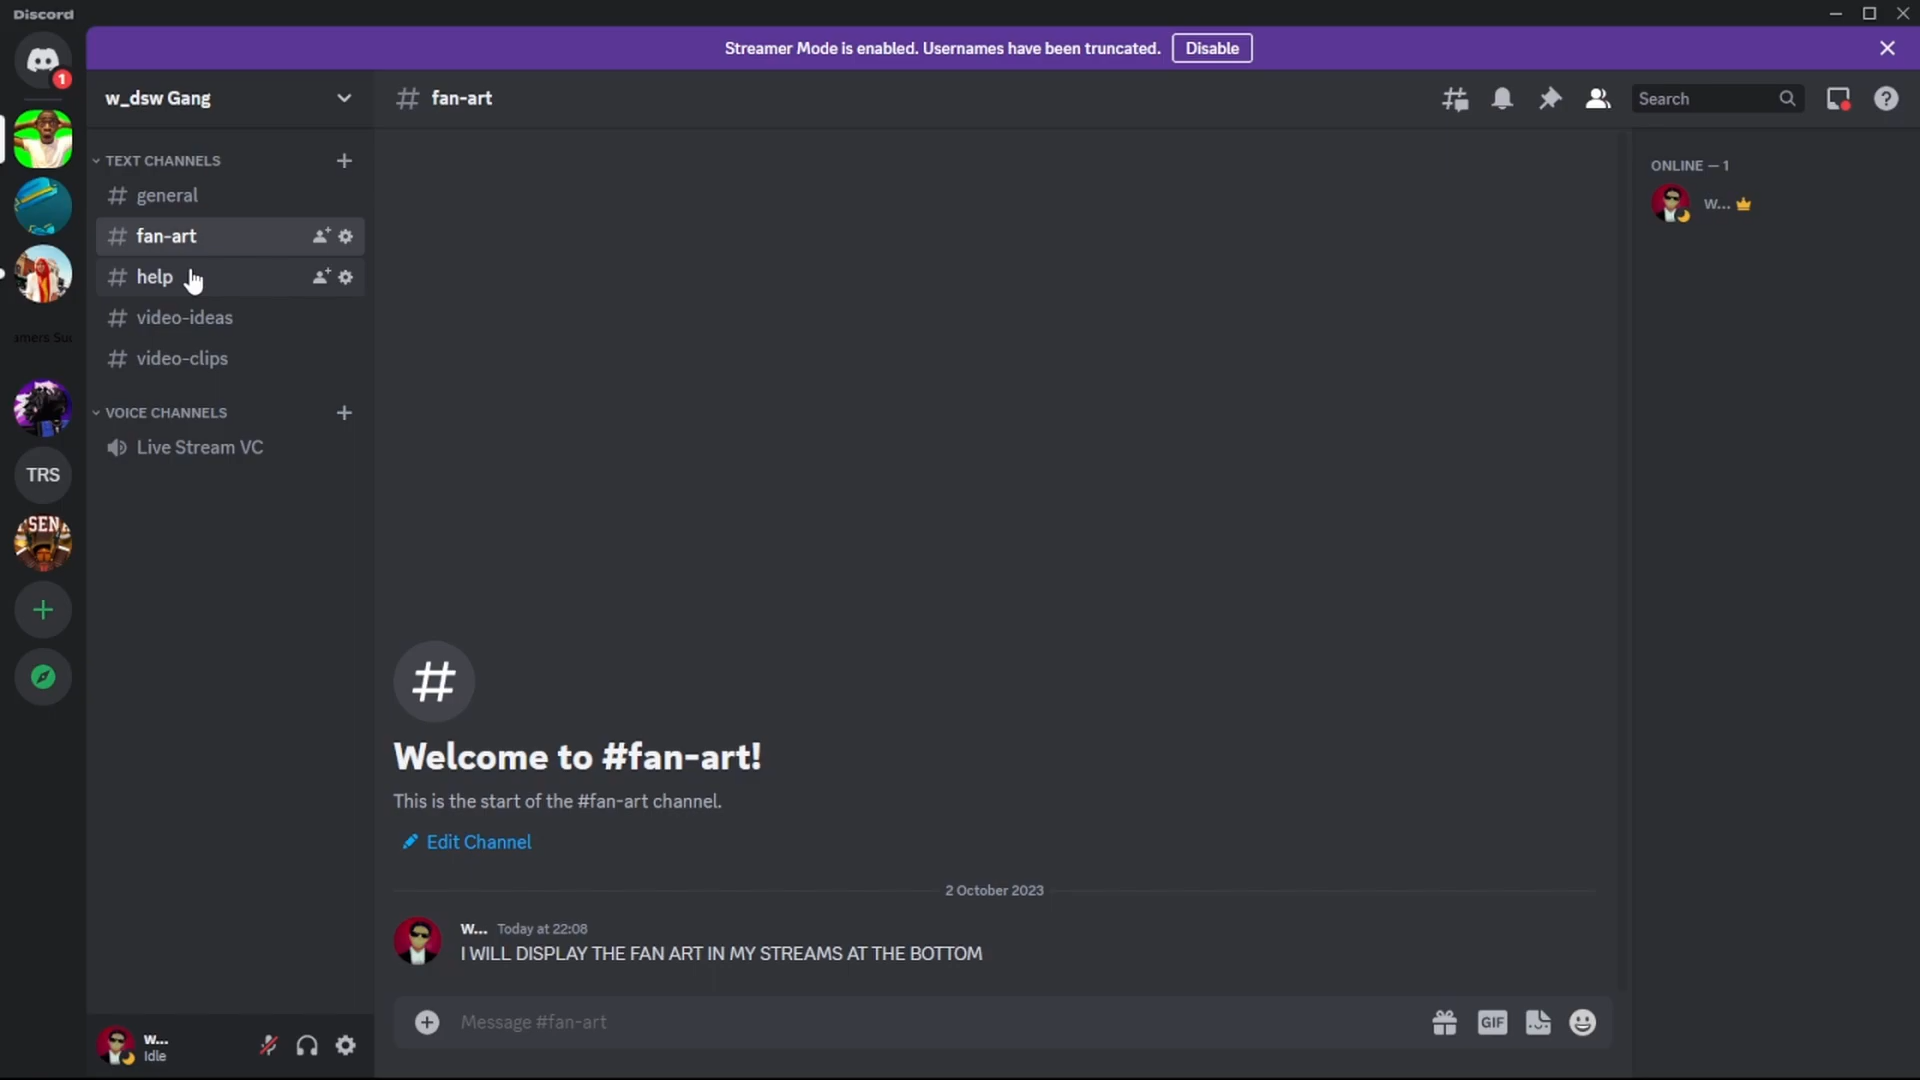 Discord
Streamer Mode is enabled. Usernames have been truncated. Disable
1
w_dsw Gang
fan-art
Search
TEXT CHANNELS
general
fan-art
help
video-ideas
video-clips
VOICE CHANNELS
Live Stream VC
TRS
SEN
ONLINE — 1
W...
Welcome to #fan-art!
This is the start of the #fan-art channel.
Edit Channel
2 October 2023
W... Today at 22:08
I WILL DISPLAY THE FAN ART IN MY STREAMS AT THE BOTTOM
Message #fan-art
GIF
W...
Idle